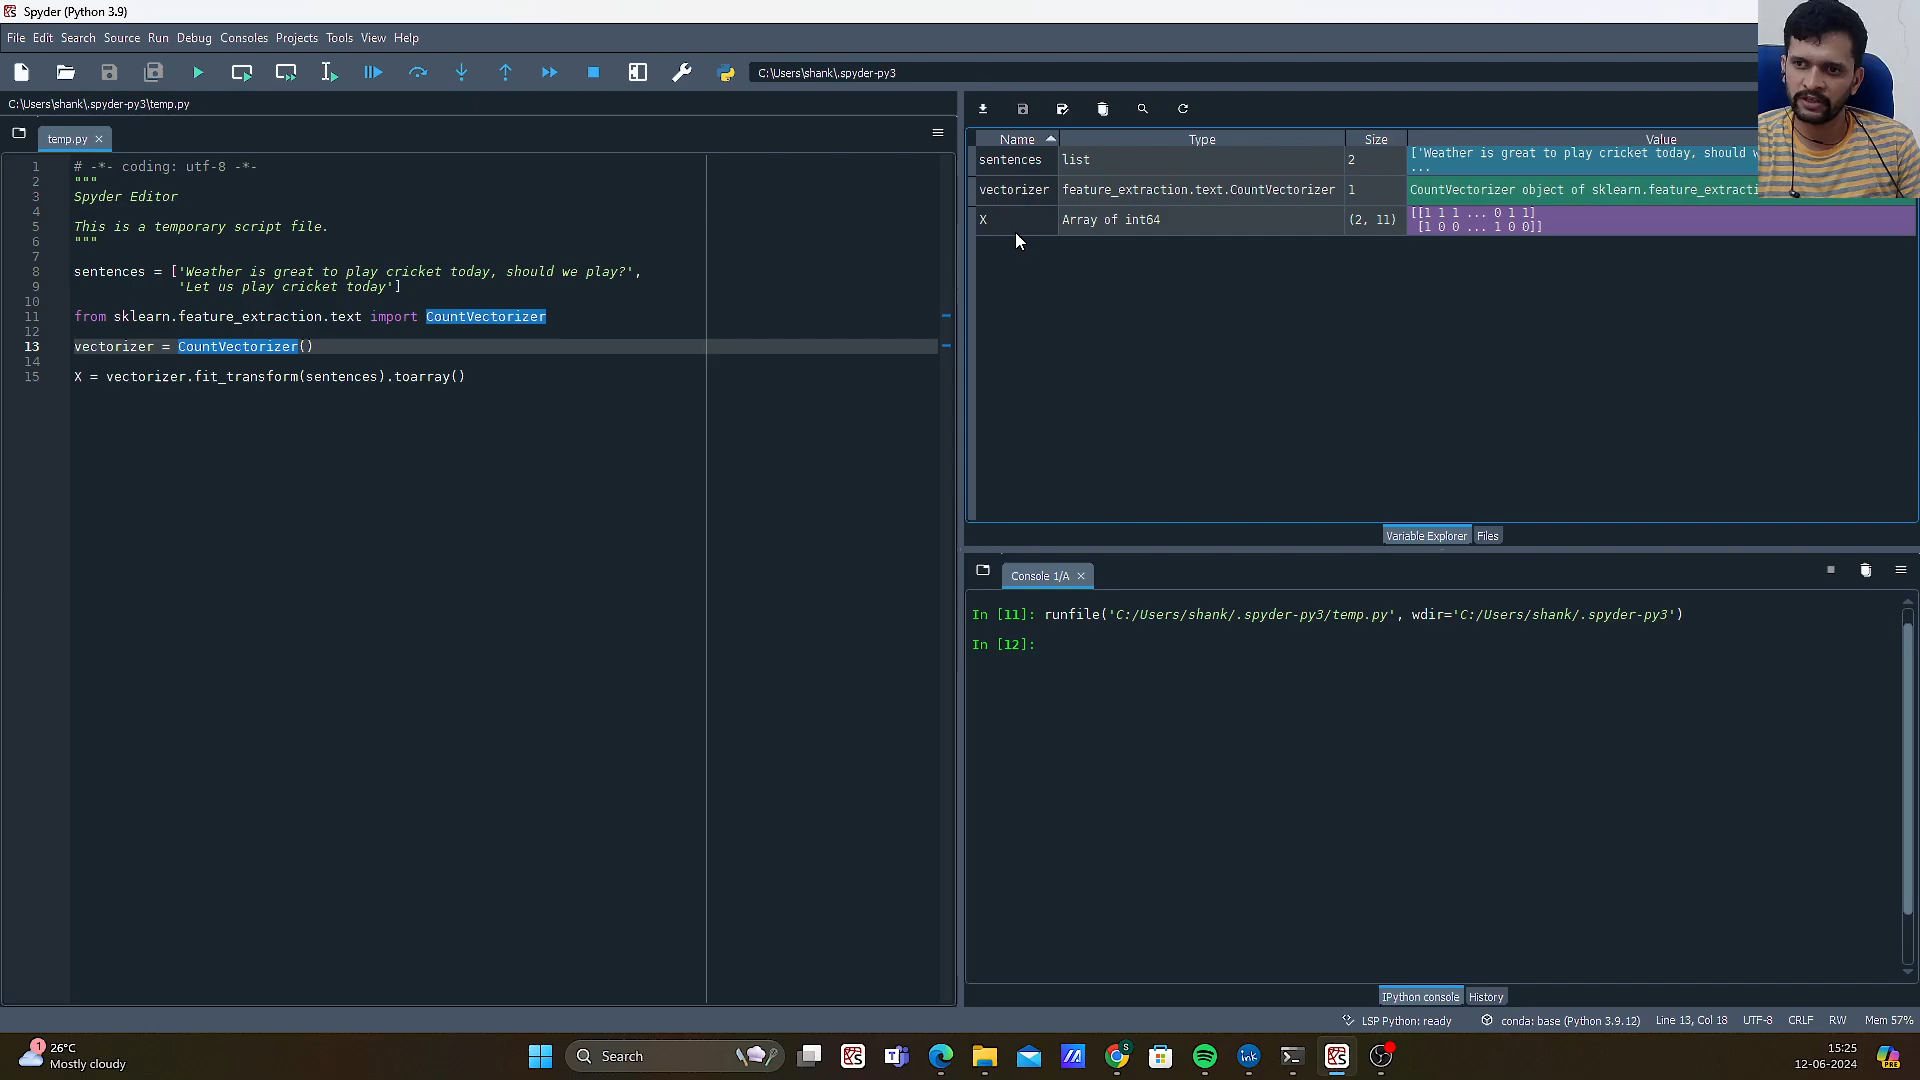 Spyder (Python 3.9)
File Edit Search Source Run Debug Consoles Projects Tools View Help
C:\Users\shank\.spyder-py3
C:\Users\shank\.spyder-py3\temp.py
temp.py
1 # -*- coding: utf-8 -*-
2 """
3 Spyder Editor
4
5 This is a temporary script file.
6 """
7
8 sentences = ['Weather is great to play cricket today, should we play?',
9 'Let us play cricket today']
10
11 from sklearn.feature_extraction.text import CountVectorizer
12
13 vectorizer = CountVectorizer()
14
15 X = vectorizer.fit_transform(sentences).toarray()
Name Type Size Value
sentences list 2 ['Weather is great to play cricket today, should w
...
vectorizer feature_extraction.text.CountVectorizer 1 CountVectorizer object of sklearn.feature_extracti
X Array of int64 (2, 11) [[1 1 1 ... 0 1 1]
[1 0 0 ... 1 0 0]]
Variable Explorer Files
Console 1/A
In [11]: runfile('C:/Users/shank/.spyder-py3/temp.py', wdir='C:/Users/shank/.spyder-py3')
In [12]:
IPython console History
LSP Python: ready conda: base (Python 3.9.12) Line 13, Col 18 UTF-8 CRLF RW Mem 57%
1
26°C
Mostly cloudy
Search
S
ink
15:25
12-06-2024
PRE